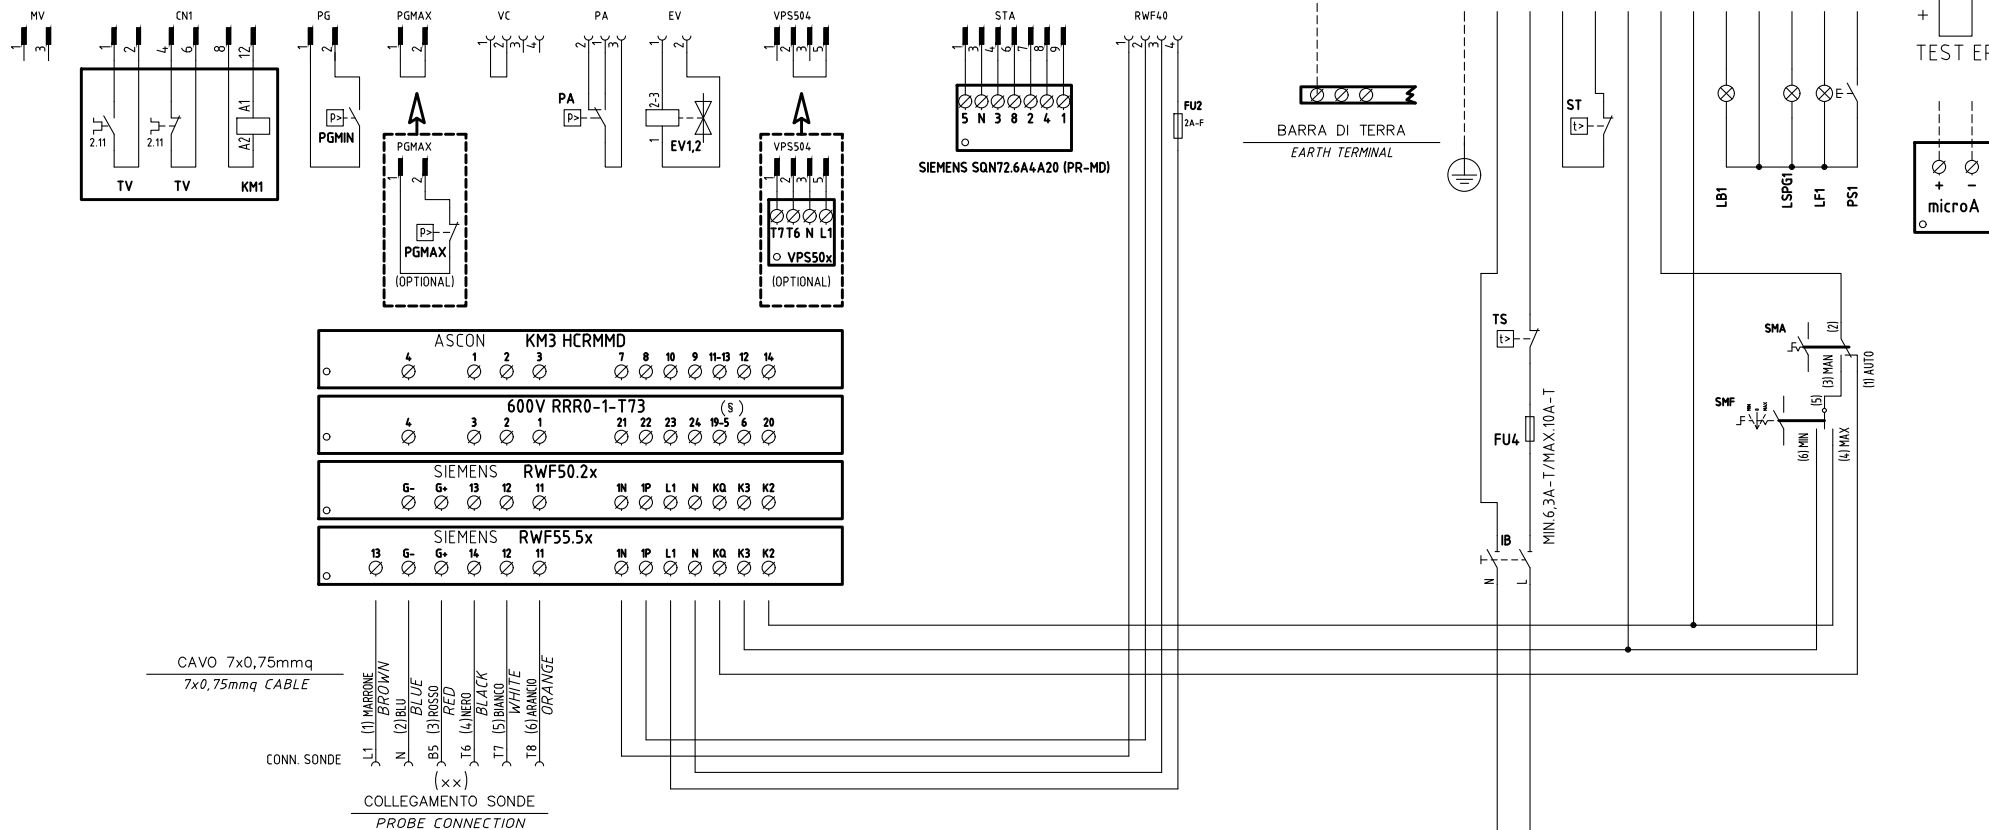 MV CN1 PG PGMAX VC PA EV VPS504 STA RWF40
1 3 1 2 4 6 8 12 1 2 1 2 1 2 3 4 2 1 3 1 2 1 2 3 5 1 3 4 6 7 8 9 1 2 3 4
+
TEST
2.11 2.11 A1 A2
TV TV KM1
P> PGMIN
PGMAX
1 2
P>
PGMAX
(OPTIONAL)
PA P>
2-3 1
EV1,2
VPS504
1 2 3 5
T7 T6 N L1
VPS50x
(OPTIONAL)
5 N 3 8 2 4 1
SIEMENS SQN72.6A4A20 (PR-MD)
FU2
2A-F
BARRA DI TERRA
EARTH TERMINAL
ST
t>
E
LB1 LSPG1 LF1 PS1
+ -
microA
ASCON KM3 HCRMMD
4 1 2 3 7 8 10 9 11-13 12 14
600V RRR0-1-T73 (§)
4 3 2 1 21 22 23 24 19-5 6 20
SIEMENS RWF50.2x
G- G+ 13 12 11 1N 1P L1 N KQ K3 K2
SIEMENS RWF55.5x
13 G- G+ 14 12 11 1N 1P L1 N KQ K3 K2
TS
t>
FU4
MIN.6,3A-T/MAX.10A-T
IB
N L
SMA
(2)
(3) MAN
(1) AUTO
SMF
MIN 0 MAX
(5)
(6) MIN
(4) MAX
CAVO 7x0,75mmq
7x0,75mmq CABLE
L1 (1) MARRONE
BROWN
N (2) BLU
BLUE
B5 (3) ROSSO
RED
T6 (4) NERO
BLACK
T7 (5) BIANCO
WHITE
T8 (6) ARANCIO
ORANGE
CONN. SONDE
(xx)
COLLEGAMENTO SONDE
PROBE CONNECTION